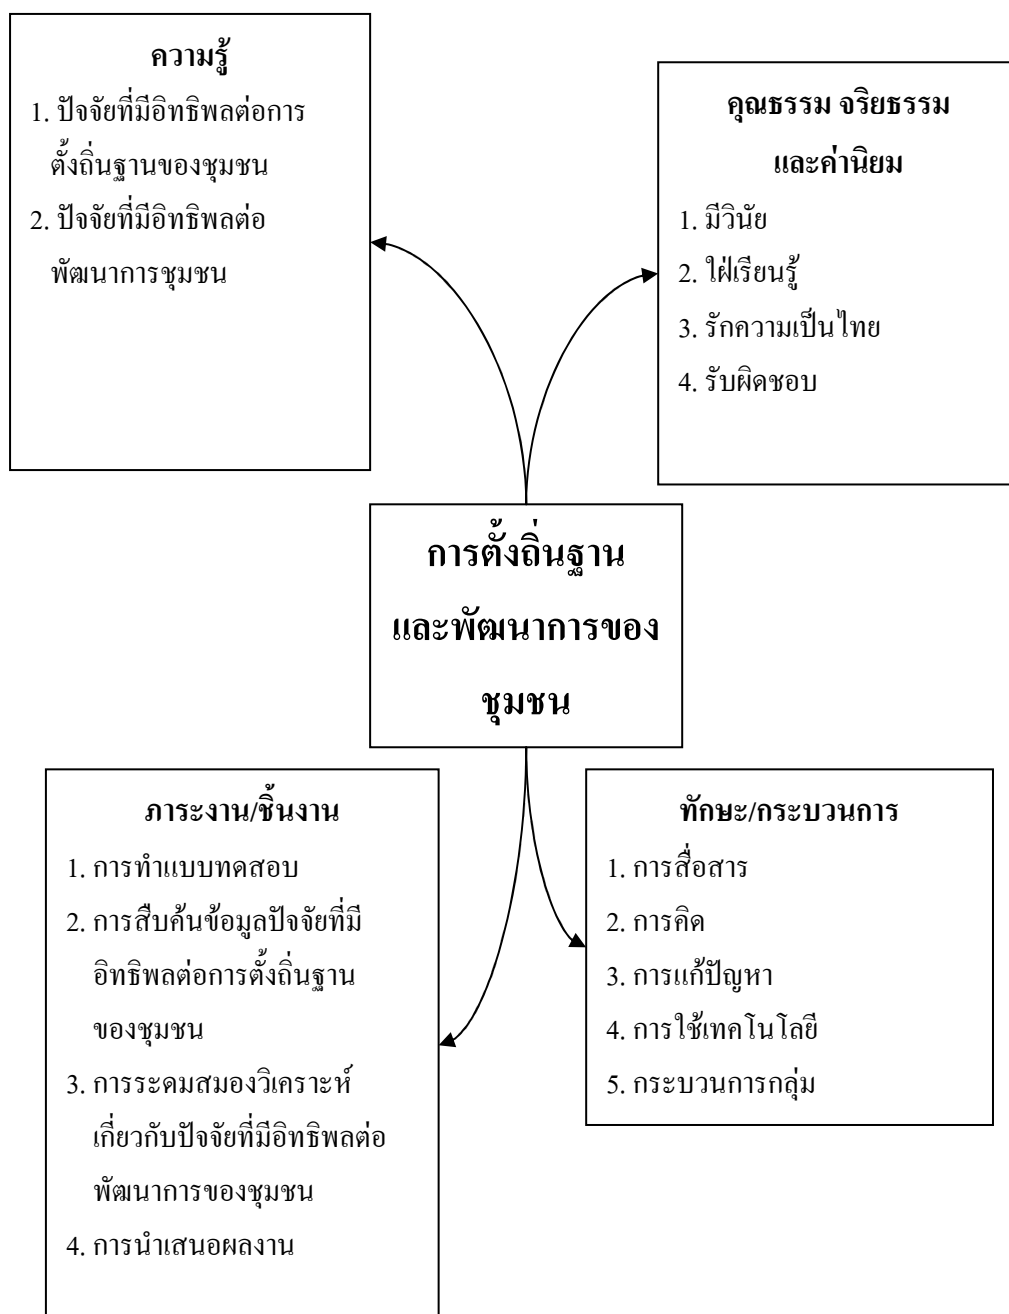 ความรู้
1. ปัจจัยที่มีอิทธิพลต่อการ
ตั้งถิ่นฐานของชุมชน
2. ปัจจัยที่มีอิทธิพลต่อ
พัฒนาการชุมชน
คุณธรรม จริยธรรม
และค่านิยม
1. มีวินัย
2. ใฝ่เรียนรู้
3. รักความเป็นไทย
4. รับผิดชอบ
การตั้งถิ่นฐาน
และพัฒนาการของ
ชุมชน
ภาระงาน/ชิ้นงาน
1. การทำแบบทดสอบ
2. การสืบค้นข้อมูลปัจจัยที่มี
อิทธิพลต่อการตั้งถิ่นฐาน
ของชุมชน
3. การระดมสมองวิเคราะห์
เกี่ยวกับปัจจัยที่มีอิทธิพลต่อ
พัฒนาการของชุมชน
4. การนำเสนอผลงาน
ทักษะ/กระบวนการ
1. การสื่อสาร
2. การคิด
3. การแก้ปัญหา
4. การใช้เทคโนโลยี
5. กระบวนการกลุ่ม